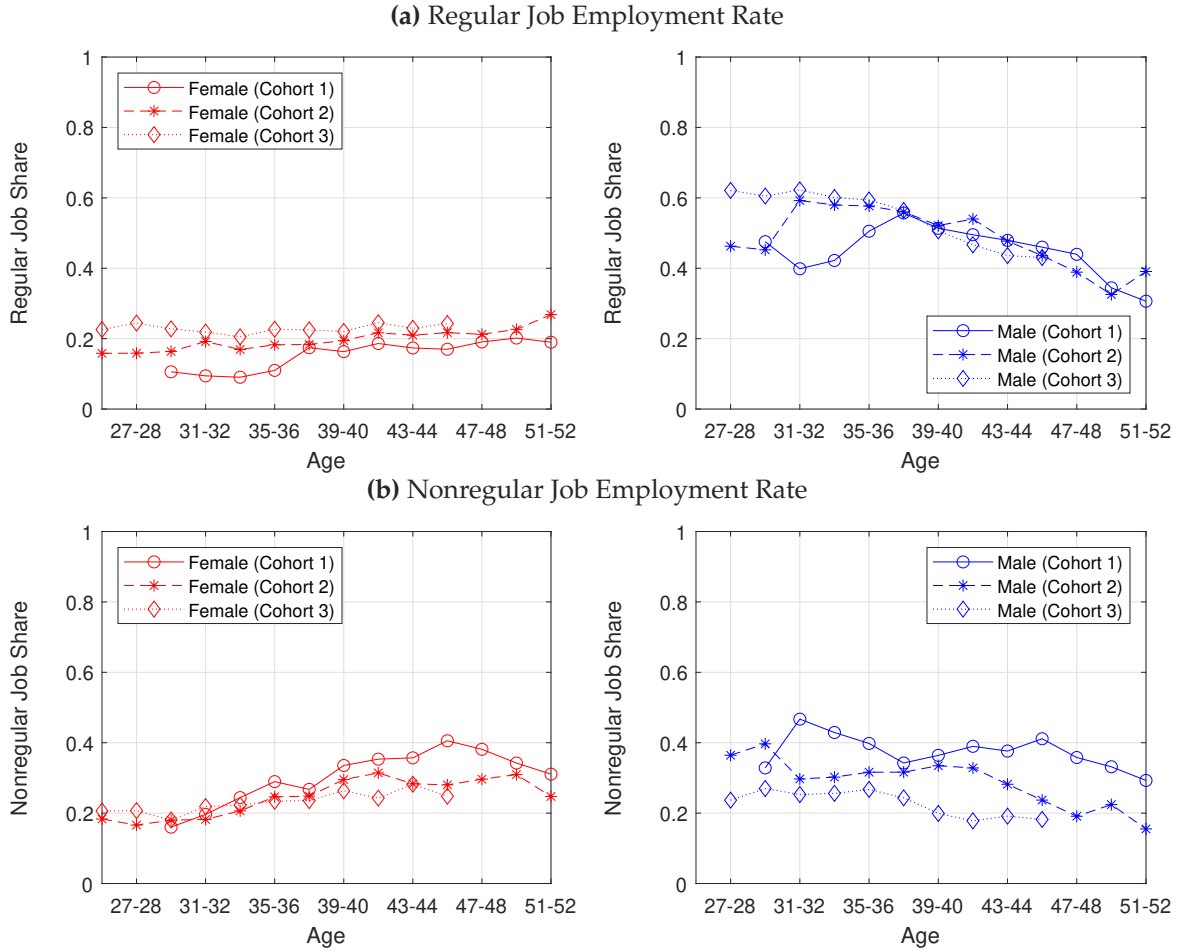 (a) Regular Job Employment Rate
Regular Job Share
1
0.8
0.6
0.4
0.2
0
Female (Cohort 1)
Female (Cohort 2)
Female (Cohort 3)
27-28 31-32 35-36 39-40 43-44 47-48 51-52
Age
Regular Job Share
1
0.8
0.6
0.4
0.2
0
Male (Cohort 1)
Male (Cohort 2)
Male (Cohort 3)
27-28 31-32 35-36 39-40 43-44 47-48 51-52
Age
(b) Nonregular Job Employment Rate
Nonregular Job Share
1
0.8
0.6
0.4
0.2
0
Female (Cohort 1)
Female (Cohort 2)
Female (Cohort 3)
27-28 31-32 35-36 39-40 43-44 47-48 51-52
Age
Nonregular Job Share
1
0.8
0.6
0.4
0.2
0
Male (Cohort 1)
Male (Cohort 2)
Male (Cohort 3)
27-28 31-32 35-36 39-40 43-44 47-48 51-52
Age